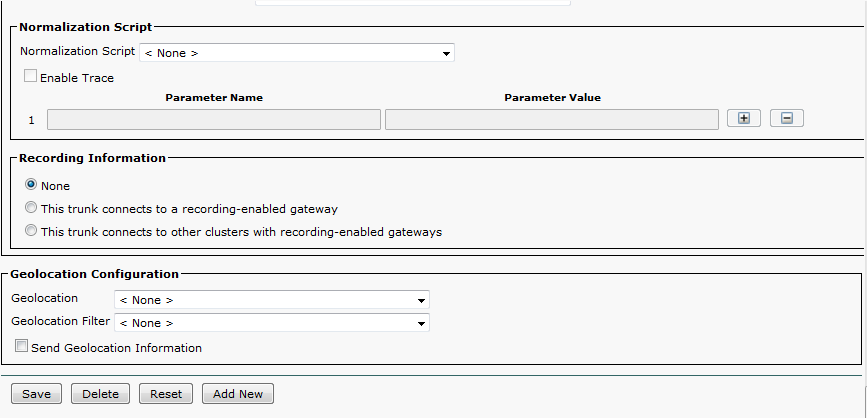 Normalization Script
Normalization Script < None >
Enable Trace
Parameter Name Parameter Value
1
Recording Information
None
This trunk connects to a recording-enabled gateway
This trunk connects to other clusters with recording-enabled gateways
Geolocation Configuration
Geolocation < None >
Geolocation Filter < None >
Send Geolocation Information
Save Delete Reset Add New